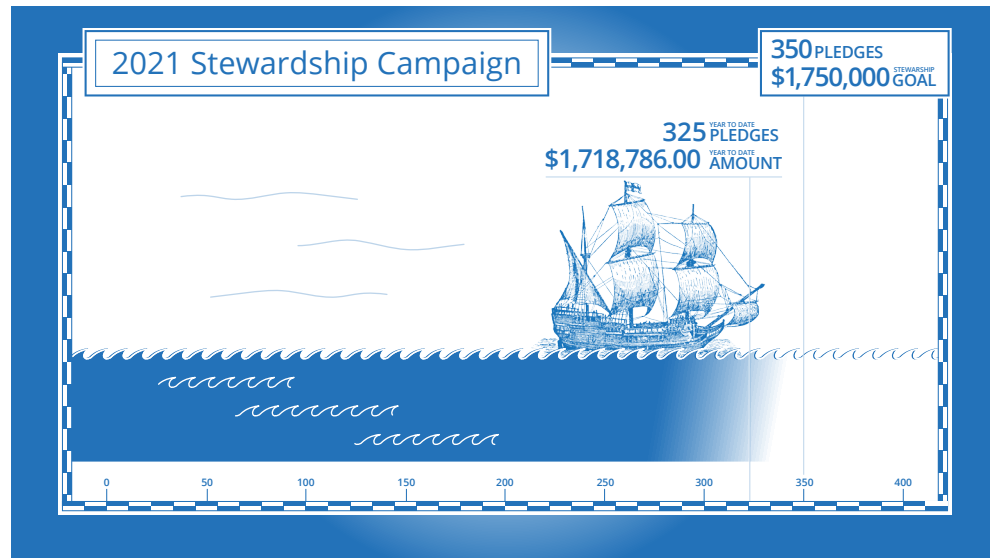 2021 Stewardship Campaign
350 PLEDGES
$1,750,000 STEWARSHIP GOAL
325 YEAR TO DATE PLEDGES
$1,718,786.00 YEAR TO DATE AMOUNT
0 50 100 150 200 250 300 350 400